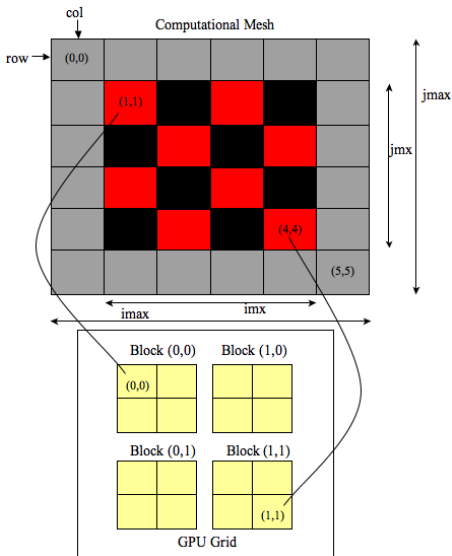 col
Computational Mesh
row
(0,0)
(1,1)
jmax
jmx
(4,4)
(5,5)
imx
imax
Block (0,0)
Block (1,0)
(0,0)
Block (0,1)
Block (1,1)
(1,1)
GPU Grid